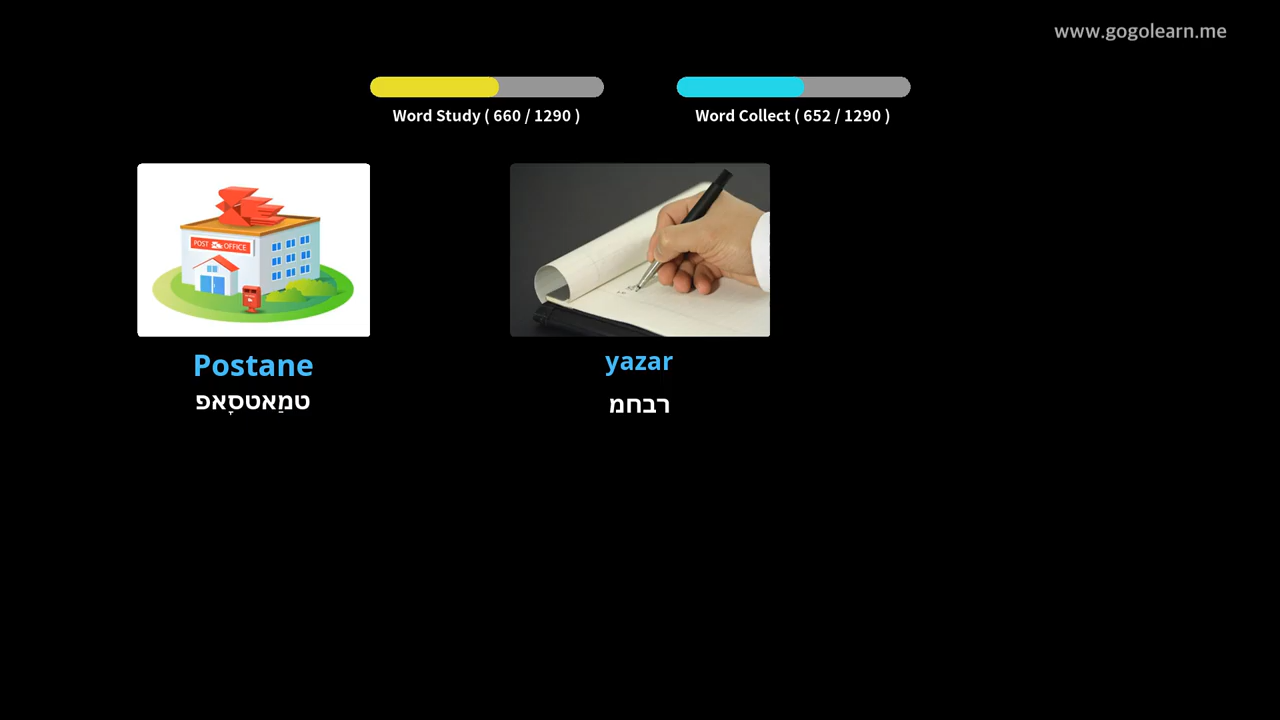 www.gogolearn.me
Word Study ( 660 / 1290 )
Word Collect ( 652 / 1290 )
POST OFFICE
Postane
טמַאטסָאפ
yazar
רבחמ